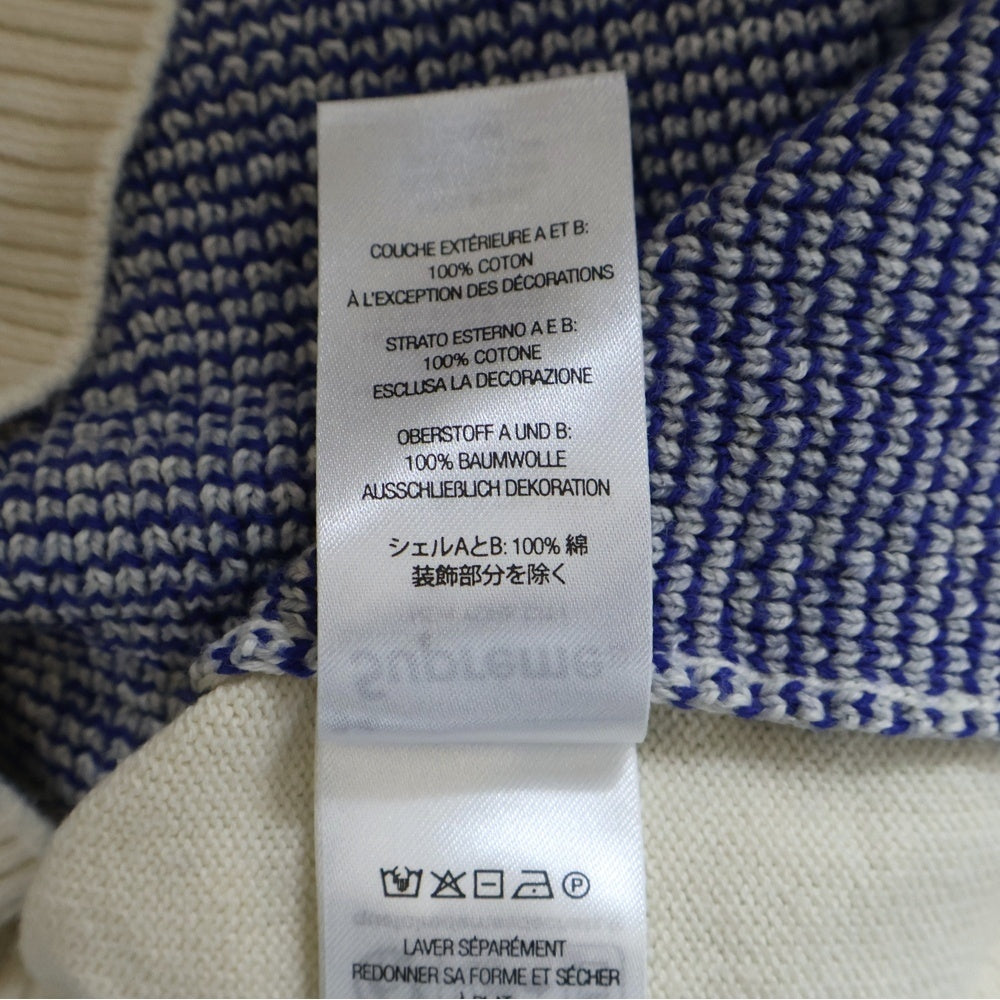 COUCHE EXTÉRIEURE A ET B:
100% COTON
À L'EXCEPTION DES DÉCORATIONS
STRATO ESTERNO A E B:
100% COTONE
ESCLUSA LA DECORAZIONE
OBERSTOFF A UND B:
100% BAUMWOLLE
AUSSCHLIEßLICH DEKORATION
シェルAとB: 100% 綿
装飾部分を除く
Supreme
P
LAVER SÉPARÉMENT
REDONNER SA FORME ET SÉCHER